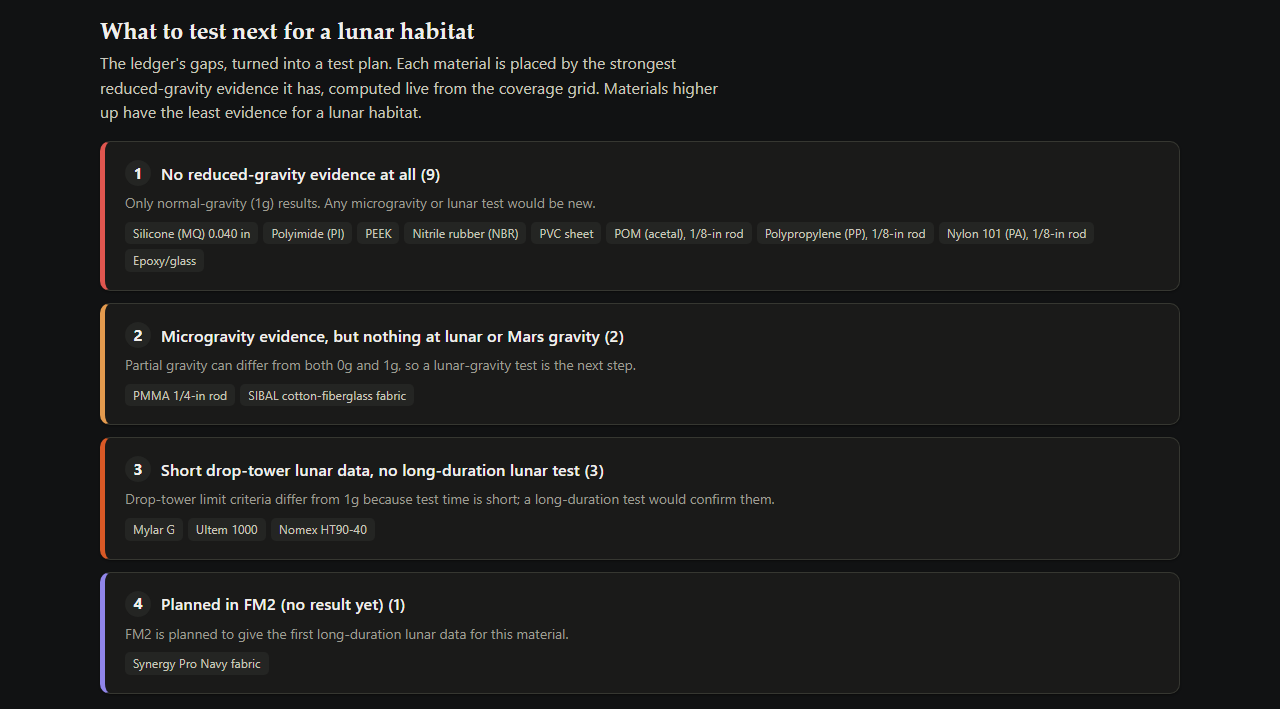 What to test next for a lunar habitat
The ledger's gaps, turned into a test plan. Each material is placed by the strongest
reduced-gravity evidence it has, computed live from the coverage grid. Materials higher
up have the least evidence for a lunar habitat.
1 No reduced-gravity evidence at all (9)
Only normal-gravity (1g) results. Any microgravity or lunar test would be new.
Silicone (MQ) 0.040 in Polyimide (PI) PEEK Nitrile rubber (NBR) PVC sheet POM (acetal), 1/8-in rod Polypropylene (PP), 1/8-in rod Nylon 101 (PA), 1/8-in rod
Epoxy/glass
2 Microgravity evidence, but nothing at lunar or Mars gravity (2)
Partial gravity can differ from both 0g and 1g, so a lunar-gravity test is the next step.
PMMA 1/4-in rod SIBAL cotton-fiberglass fabric
3 Short drop-tower lunar data, no long-duration lunar test (3)
Drop-tower limit criteria differ from 1g because test time is short; a long-duration test would confirm them.
Mylar G Ultem 1000 Nomex HT90-40
4 Planned in FM2 (no result yet) (1)
FM2 is planned to give the first long-duration lunar data for this material.
Synergy Pro Navy fabric